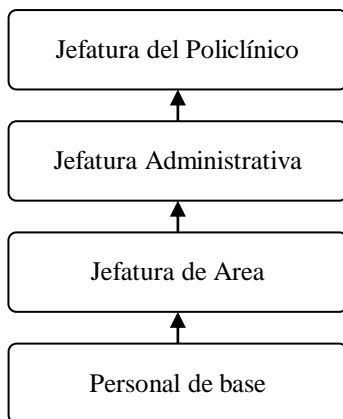 Jefatura del Policlínico
Jefatura Administrativa
Jefatura de Area
Personal de base